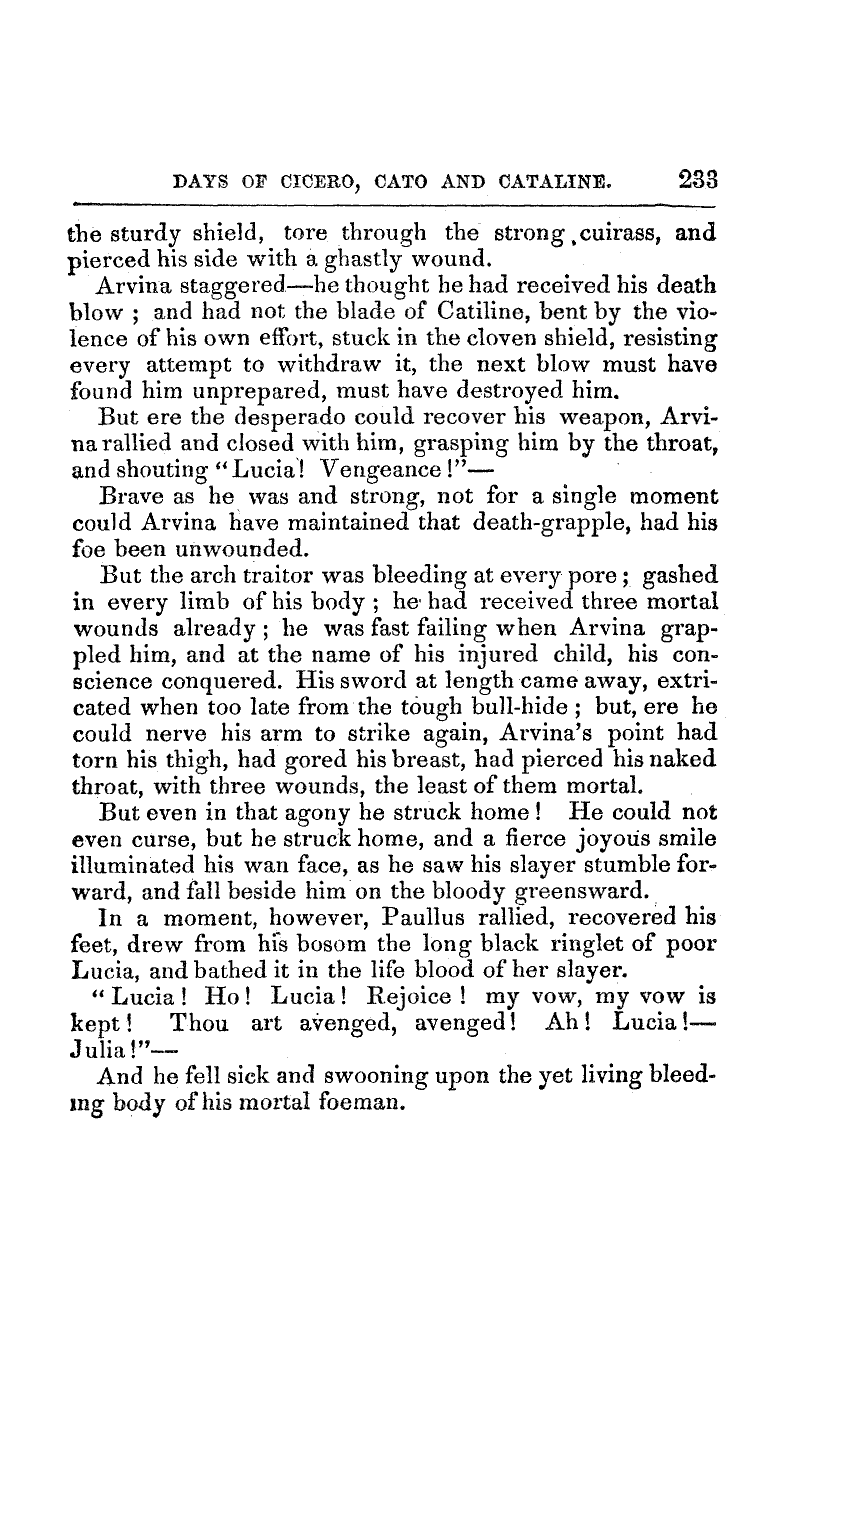 DAYS OF CICERO, CATO AND CATALINE. 233
the sturdy shield, tore through the strong cuirass, and
pierced his side with a ghastly wound.
Arvina staggered—he thought he had received his death
blow ; and had not the blade of Catiline, bent by the vio-
lence of his own effort, stuck in the cloven shield, resisting
every attempt to withdraw it, the next blow must have
found him unprepared, must have destroyed him.
But ere the desperado could recover his weapon, Arvi-
na rallied and closed with him, grasping him by the throat,
and shouting “Lucia! Vengeance!”—
Brave as he was and strong, not for a single moment
could Arvina have maintained that death-grapple, had his
foe been unwounded.
But the arch traitor was bleeding at every pore ; gashed
in every limb of his body ; he had received three mortal
wounds already ; he was fast failing when Arvina grap-
pled him, and at the name of his injured child, his con-
science conquered. His sword at length came away, extri-
cated when too late from the tough bull-hide ; but, ere he
could nerve his arm to strike again, Arvina’s point had
torn his thigh, had gored his breast, had pierced his naked
throat, with three wounds, the least of them mortal.
But even in that agony he struck home ! He could not
even curse, but he struck home, and a fierce joyous smile
illuminated his wan face, as he saw his slayer stumble for-
ward, and fall beside him on the bloody greensward.
In a moment, however, Paullus rallied, recovered his
feet, drew from his bosom the long black ringlet of poor
Lucia, and bathed it in the life blood of her slayer.
“ Lucia ! Ho ! Lucia ! Rejoice ! my vow, my vow is
kept ! Thou art avenged, avenged ! Ah ! Lucia !—
Julia !”—
And he fell sick and swooning upon the yet living bleed-
ing body of his mortal foeman.